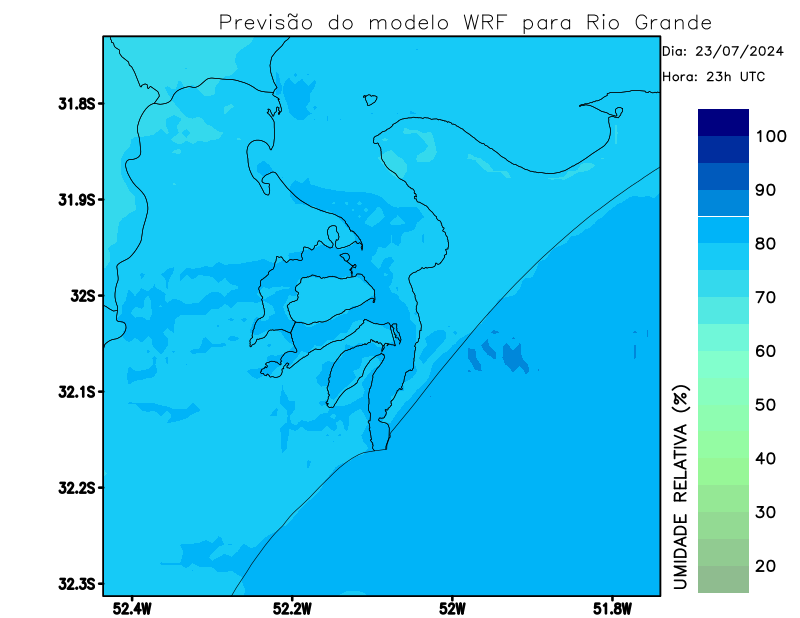 Previsão do modelo WRF para Rio Grande
Dia: 23/07/2024
Hora: 23h UTC
31.8S
31.9S
32S
32.1S
32.2S
32.3S
52.4W
52.2W
52W
51.8W
100
90
80
70
60
50
40
30
20
UMIDADE RELATIVA (%)